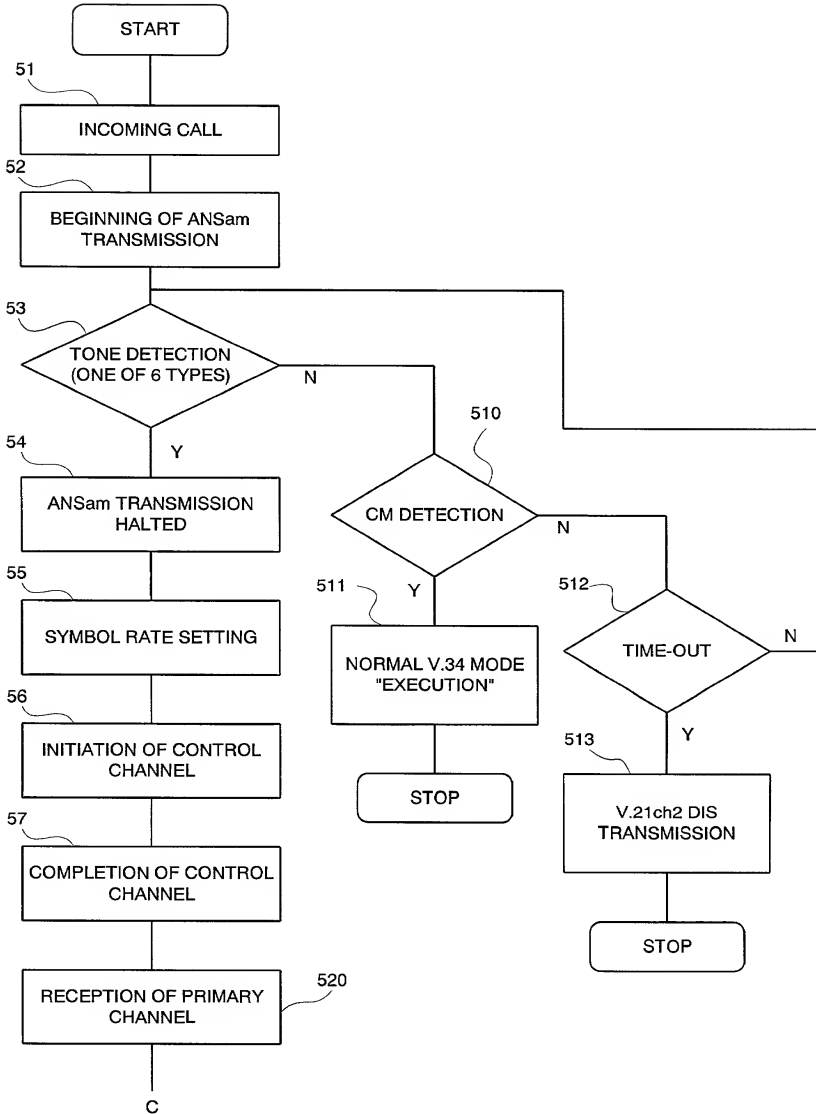 START
51
INCOMING CALL
52
BEGINNING OF ANSam
TRANSMISSION
53
TONE DETECTION
(ONE OF 6 TYPES)
N
Y
54
ANSam TRANSMISSION
HALTED
55
SYMBOL RATE SETTING
56
INITIATION OF CONTROL
CHANNEL
57
COMPLETION OF CONTROL
CHANNEL
RECEPTION OF PRIMARY
CHANNEL
520
C
510
CM DETECTION
N
Y
511
NORMAL V.34 MODE
"EXECUTION"
STOP
512
TIME-OUT
N
Y
513
V.21ch2 DIS
TRANSMISSION
STOP